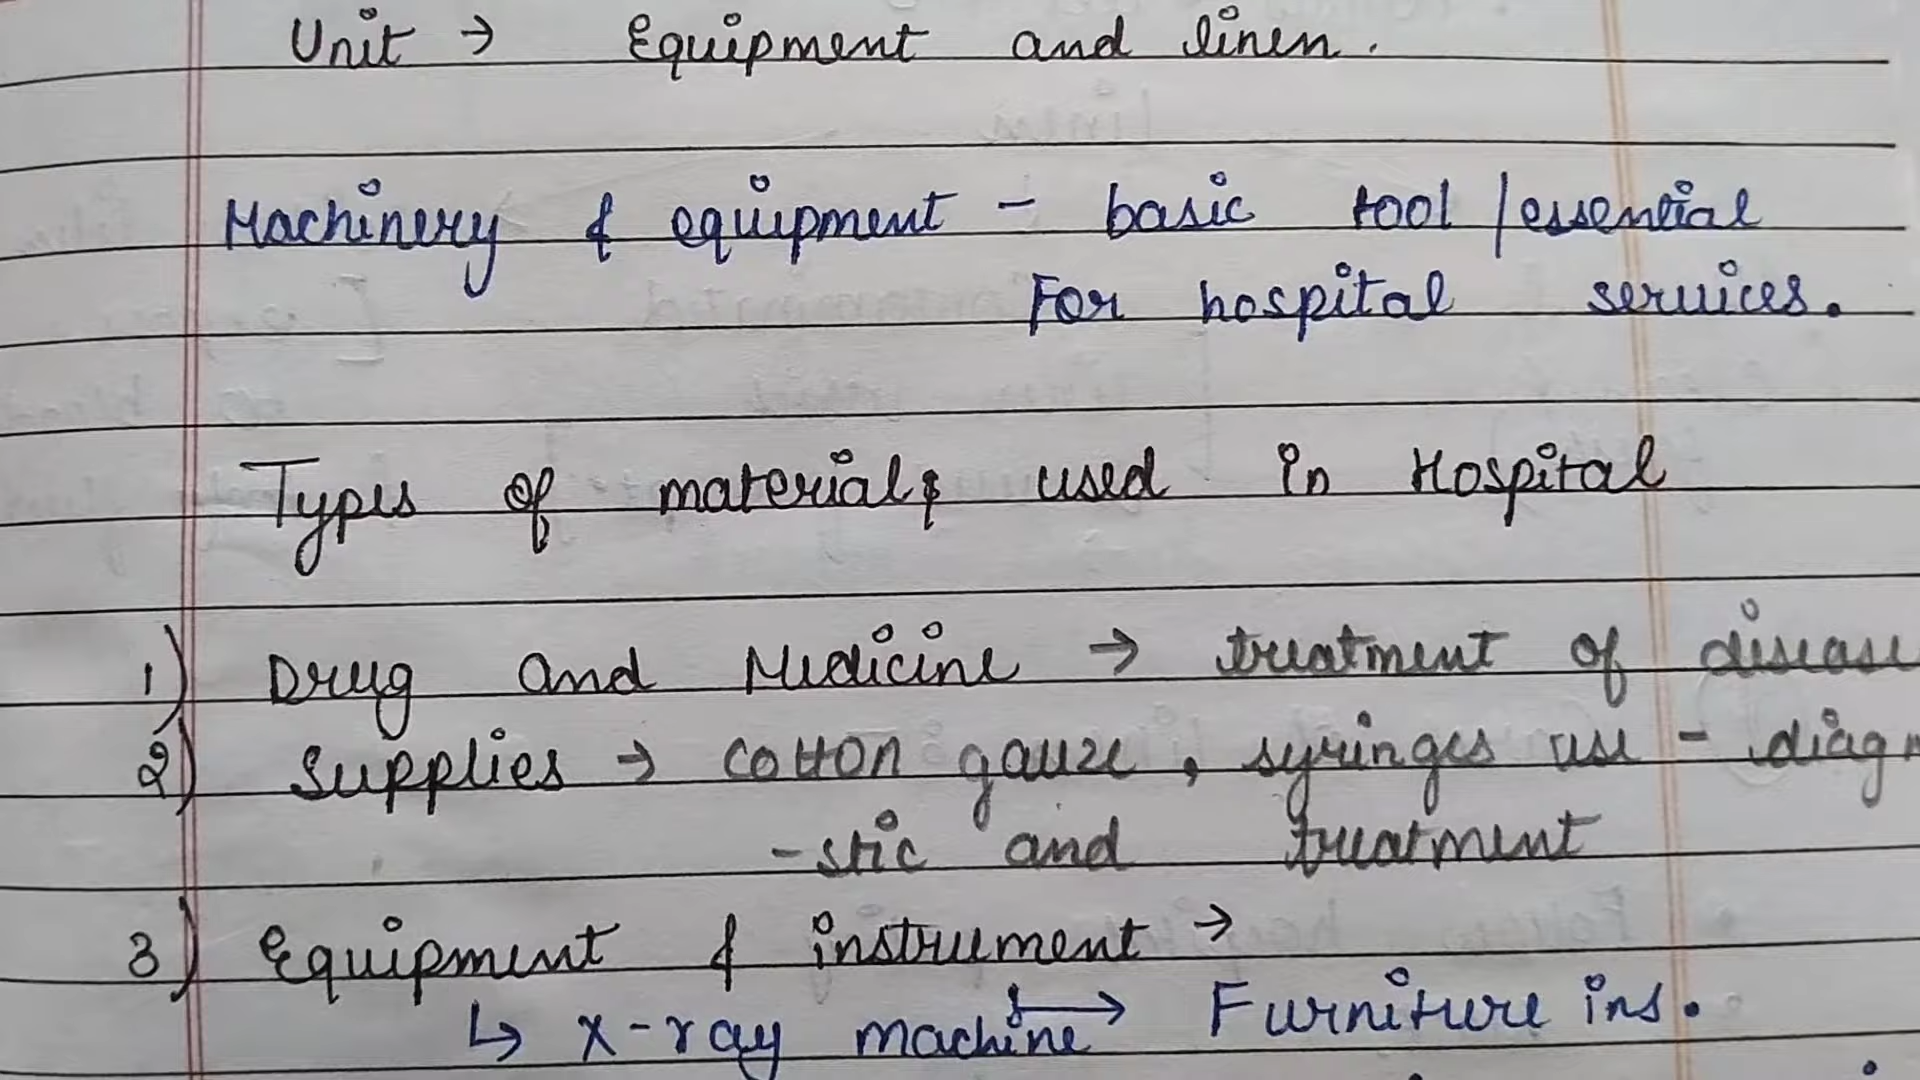 Unit → Equipment and linen.
Machinery & equipment - basic tool / essential
For hospital services.
Types of materials used in Hospital
1) Drug and Medicine → treatment of disease
2) Supplies → cotton gauze, syringes use - diagn
-stic and treatment
3) Equipment & instrument →
↳ x-ray machine → Furniture ins.